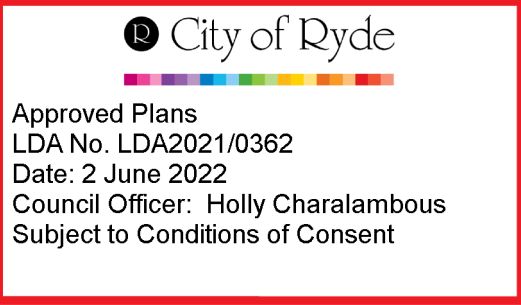 R City of Ryde
Approved Plans
LDA No. LDA2021/0362
Date: 2 June 2022
Council Officer:  Holly Charalambous
Subject to Conditions of Consent